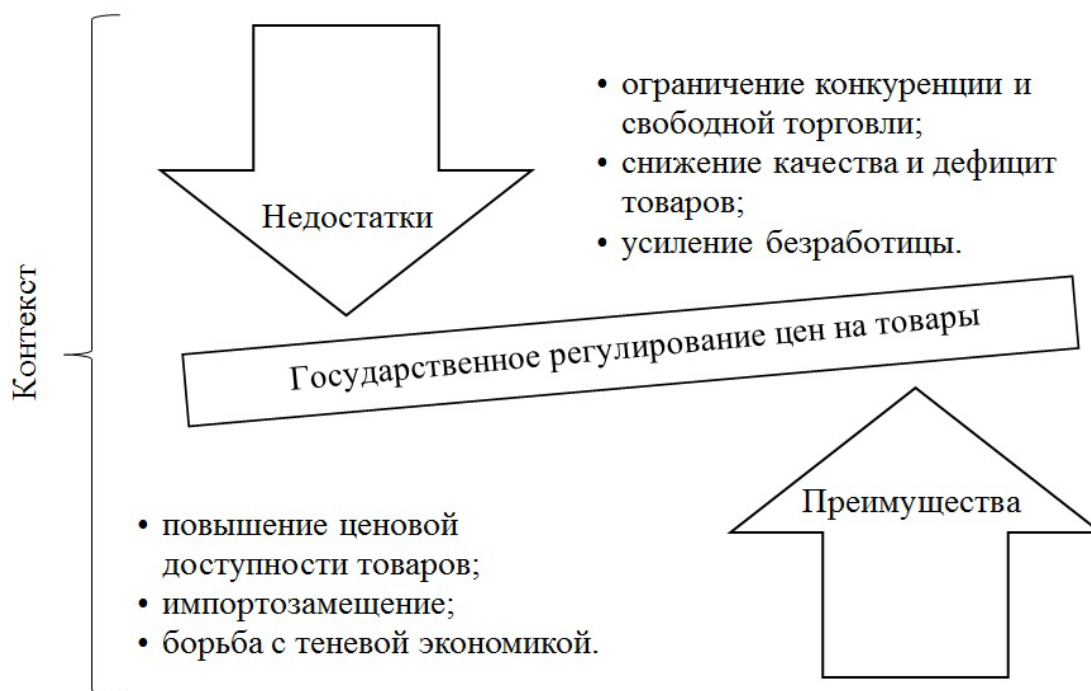 Контекст
Недостатки
• ограничение конкуренции и
свободной торговли;
• снижение качества и дефицит
товаров;
• усиление безработицы.
Государственное регулирование цен на товары
Преимущества
• повышение ценовой
доступности товаров;
• импортозамещение;
• борьба с теневой экономикой.